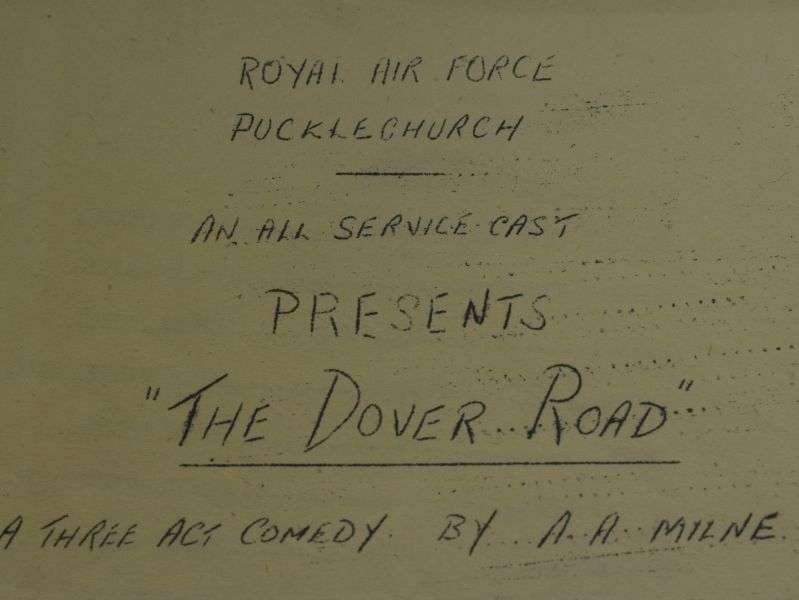 ROYAL AIR FORCE
PUCKLECHURCH
AN ALL SERVICE CAST
PRESENTS
"THE DOVER ROAD"
A THREE ACT COMEDY. BY A.A. MILNE.